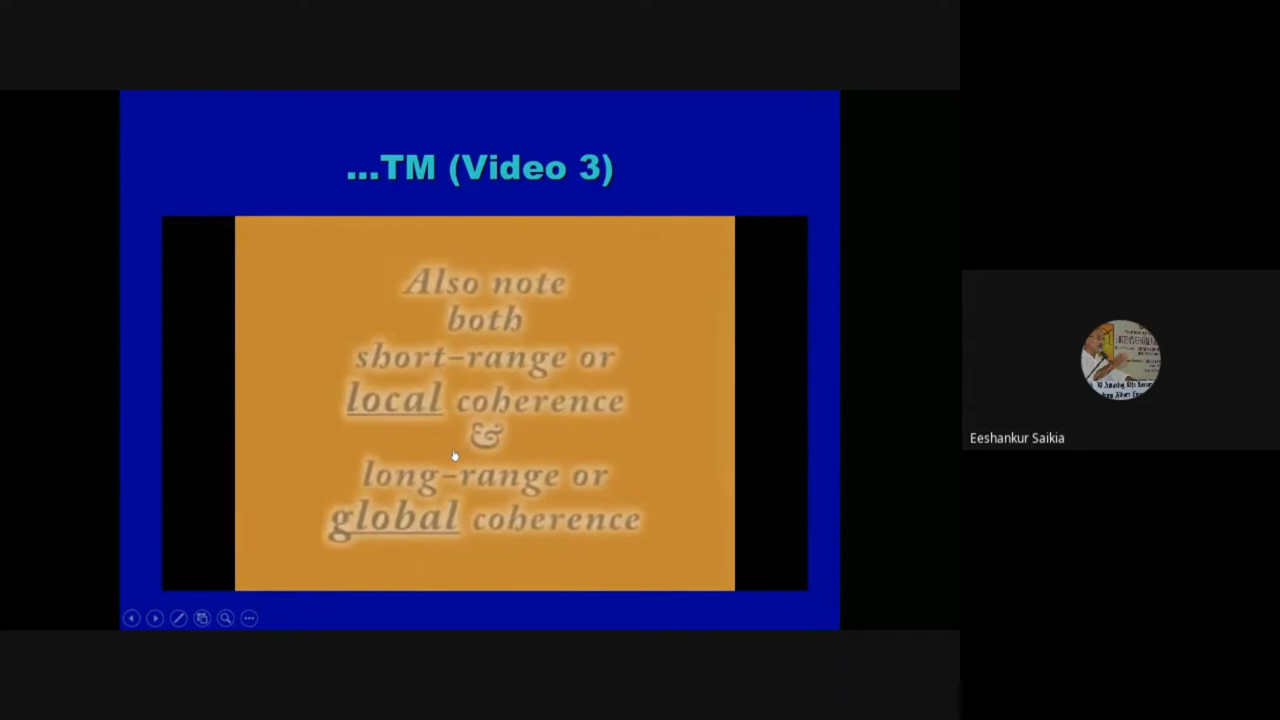 ...TM (Video 3)
Also note
both
short-range or
local coherence
&
long-range or
global coherence
Eeshankur Saikia